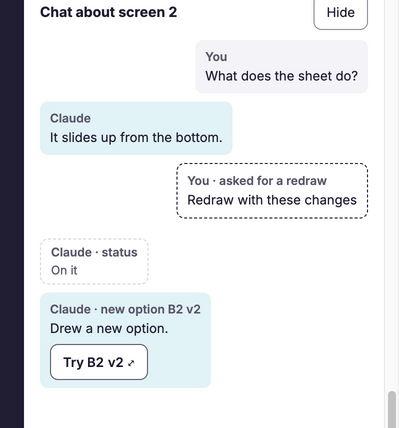 Chat about screen 2
Hide
You
What does the sheet do?
Claude
It slides up from the bottom.
You · asked for a redraw
Redraw with these changes
Claude · status
On it
Claude · new option B2 v2
Drew a new option.
Try B2 v2 ⤢